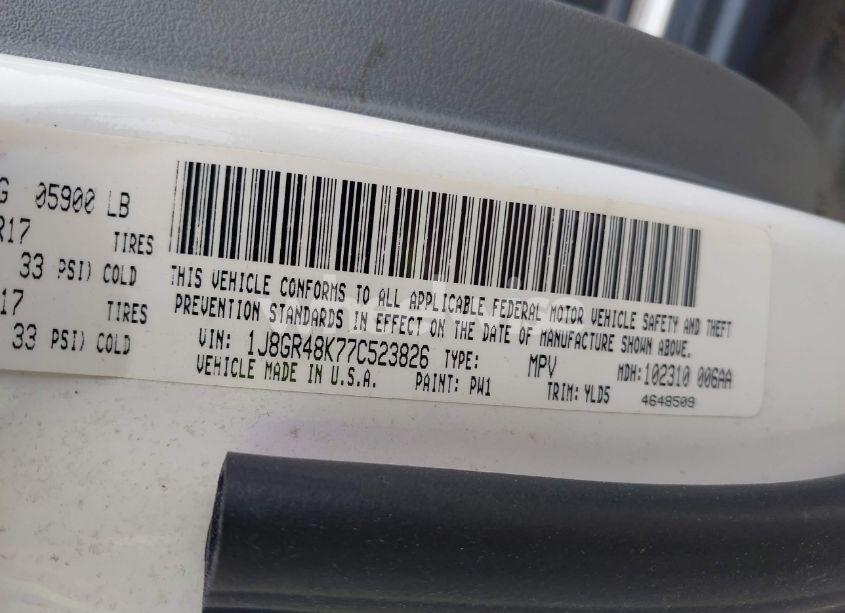 G 05900 LB
R17 TIRES
33 PSI) COLD
17 TIRES
33 PSI) COLD
THIS VEHICLE CONFORMS TO ALL APPLICABLE FEDERAL MOTOR VEHICLE SAFETY AND THEFT
PREVENTION STANDARDS IN EFFECT ON THE DATE OF MANUFACTURE SHOWN ABOVE.
VIN: 1J8GR48K77C523826 TYPE: MPV MDH:102310 006AA
VEHICLE MADE IN U.S.A. PAINT: PW1 TRIM: YLD5 4648509